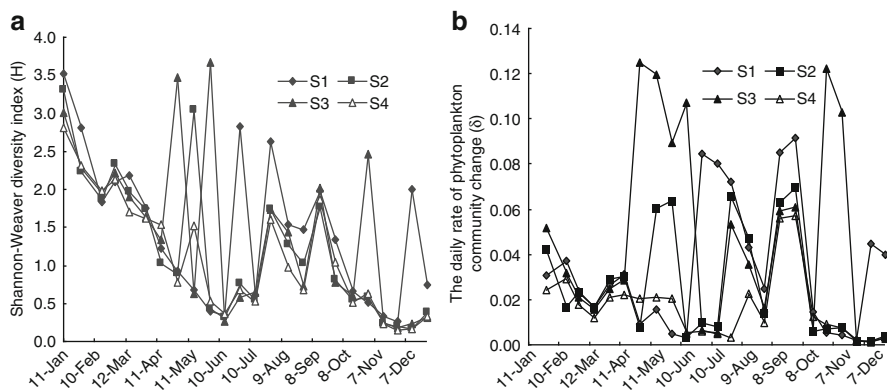 a
Shannon-Weaver diversity index (H)
4.0
3.5
3.0
2.5
2.0
1.5
1.0
0.5
0.0
S1 S2
S3 S4
11-Jan 10-Feb 12-Mar 11-Apr 11-May 10-Jun 10-Jul 9-Aug 8-Sep 8-Oct 7-Nov 7-Dec
b
The daily rate of phytoplankton
community change (δ)
0.14
0.12
0.10
0.08
0.06
0.04
0.02
0.00
S1 S2
S3 S4
11-Jan 10-Feb 12-Mar 11-Apr 11-May 10-Jun 10-Jul 9-Aug 8-Sep 8-Oct 7-Nov 7-Dec